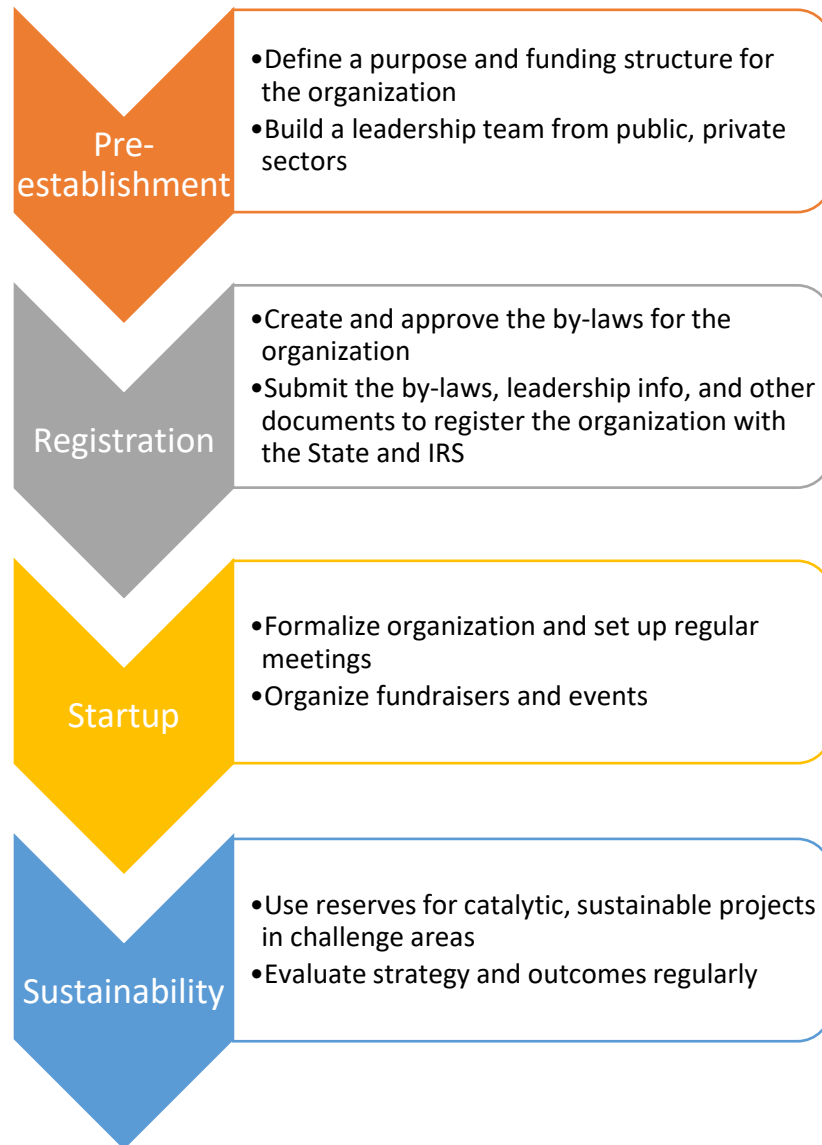 Pre-
establishment
•Define a purpose and funding structure for
the organization
•Build a leadership team from public, private
sectors
Registration
•Create and approve the by-laws for the
organization
•Submit the by-laws, leadership info, and other
documents to register the organization with
the State and IRS
Startup
•Formalize organization and set up regular
meetings
•Organize fundraisers and events
Sustainability
•Use reserves for catalytic, sustainable projects
in challenge areas
•Evaluate strategy and outcomes regularly